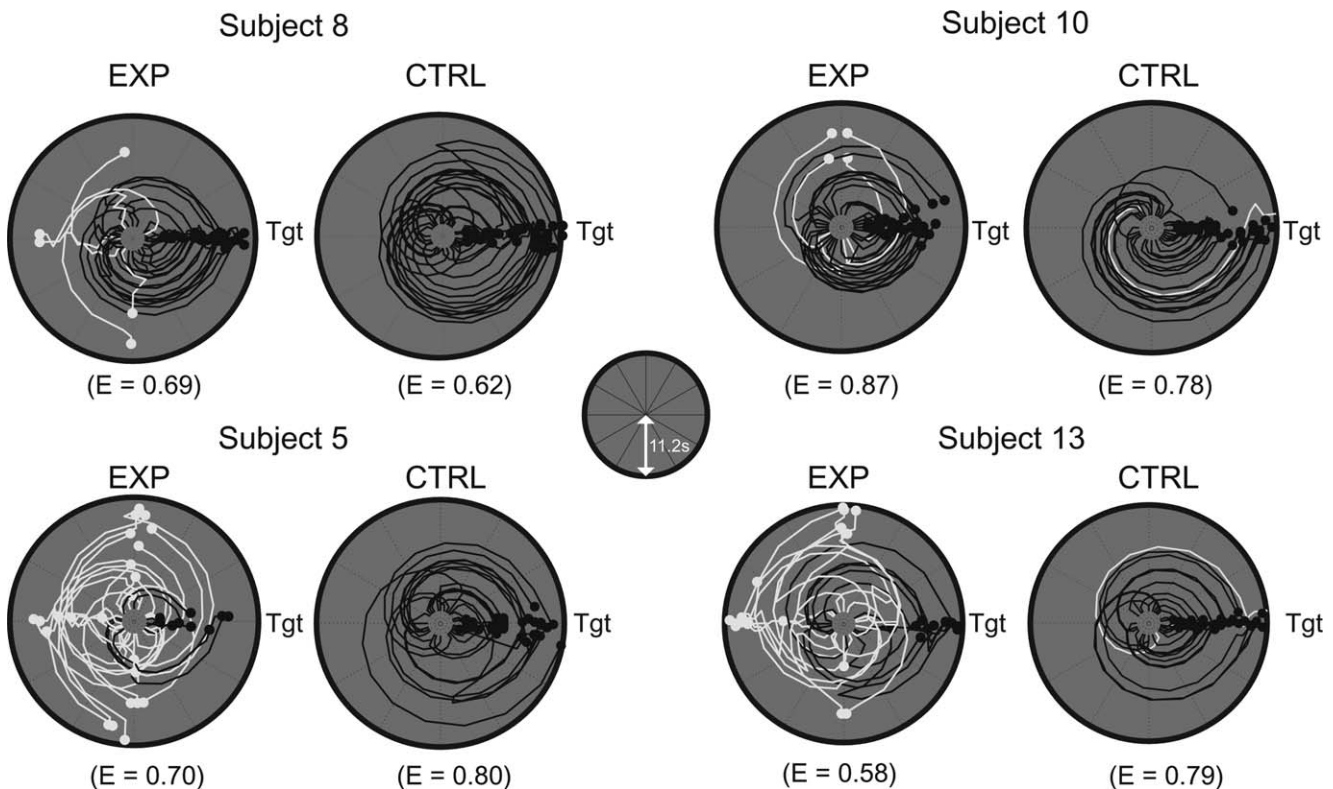 Subject 8
EXP
CTRL
Tgt
Tgt
(E = 0.69)
(E = 0.62)
Subject 10
EXP
CTRL
Tgt
Tgt
(E = 0.87)
(E = 0.78)
11.2s
Subject 5
EXP
CTRL
Tgt
Tgt
(E = 0.70)
(E = 0.80)
Subject 13
EXP
CTRL
Tgt
Tgt
(E = 0.58)
(E = 0.79)